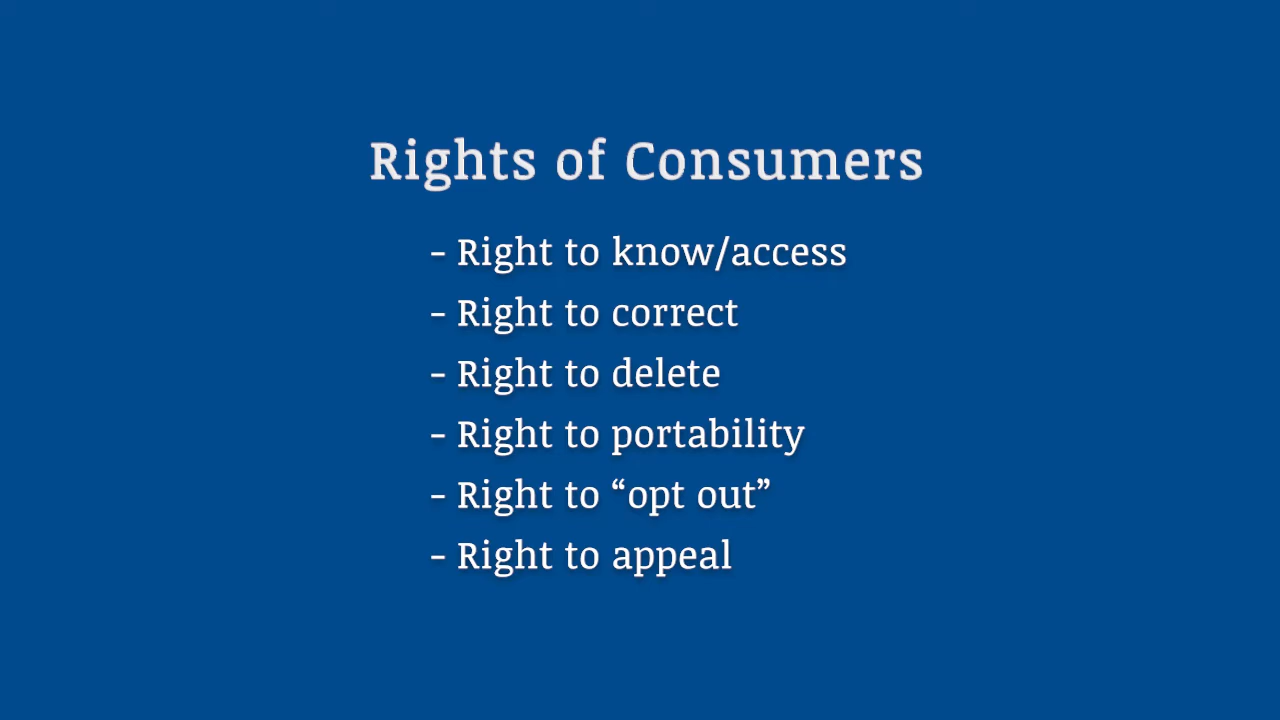 Rights of Consumers
- Right to know/access
- Right to correct
- Right to delete
- Right to portability
- Right to “opt out”
- Right to appeal